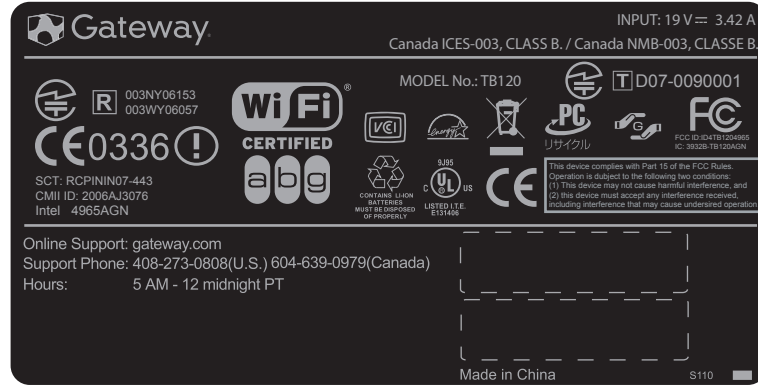 Gateway.
INPUT: 19 V⎓ 3.42 A
Canada ICES-003, CLASS B. / Canada NMB-003, CLASSE B.
MODEL No.: TB120
T D07-0090001
R 003NY06153
003WY06057
CE0336!
SCT: RCPININ07-443
CMII ID: 2006AJ3076
Intel 4965AGN
Wi Fi®
CERTIFIED
a b g
VCI
energy
PC
リサイクル
G
FC
FCC ID:ID4TB1204965
IC: 3932B-TB120AGN
CONTAINS LI-ION
BATTERIES
MUST BE DISPOSED
OF PROPERLY
9J95
C UL US
®
LISTED I.T.E.
E131406
CE
This device complies with Part 15 of the FCC Rules.
Operation is subject to the following two conditions:
(1) This device may not cause harmful interference, and
(2) this device must accept any interference received,
including interference that may cause undersired operation
Online Support: gateway.com
Support Phone: 408-273-0808(U.S.) 604-639-0979(Canada)
Hours: 5 AM - 12 midnight PT
Made in China
S110